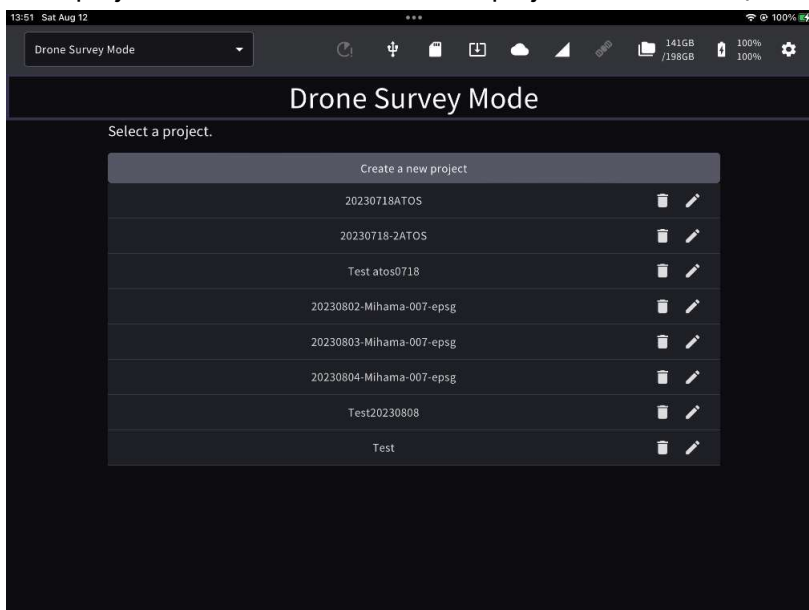 13:51 Sat Aug 12
100%
Drone Survey Mode
141GB
/198GB
100%
100%
Drone Survey Mode
Select a project.
Create a new project
20230718ATOS
20230718-2ATOS
Test atos0718
20230802-Mihama-007-epsg
20230803-Mihama-007-epsg
20230804-Mihama-007-epsg
Test20230808
Test